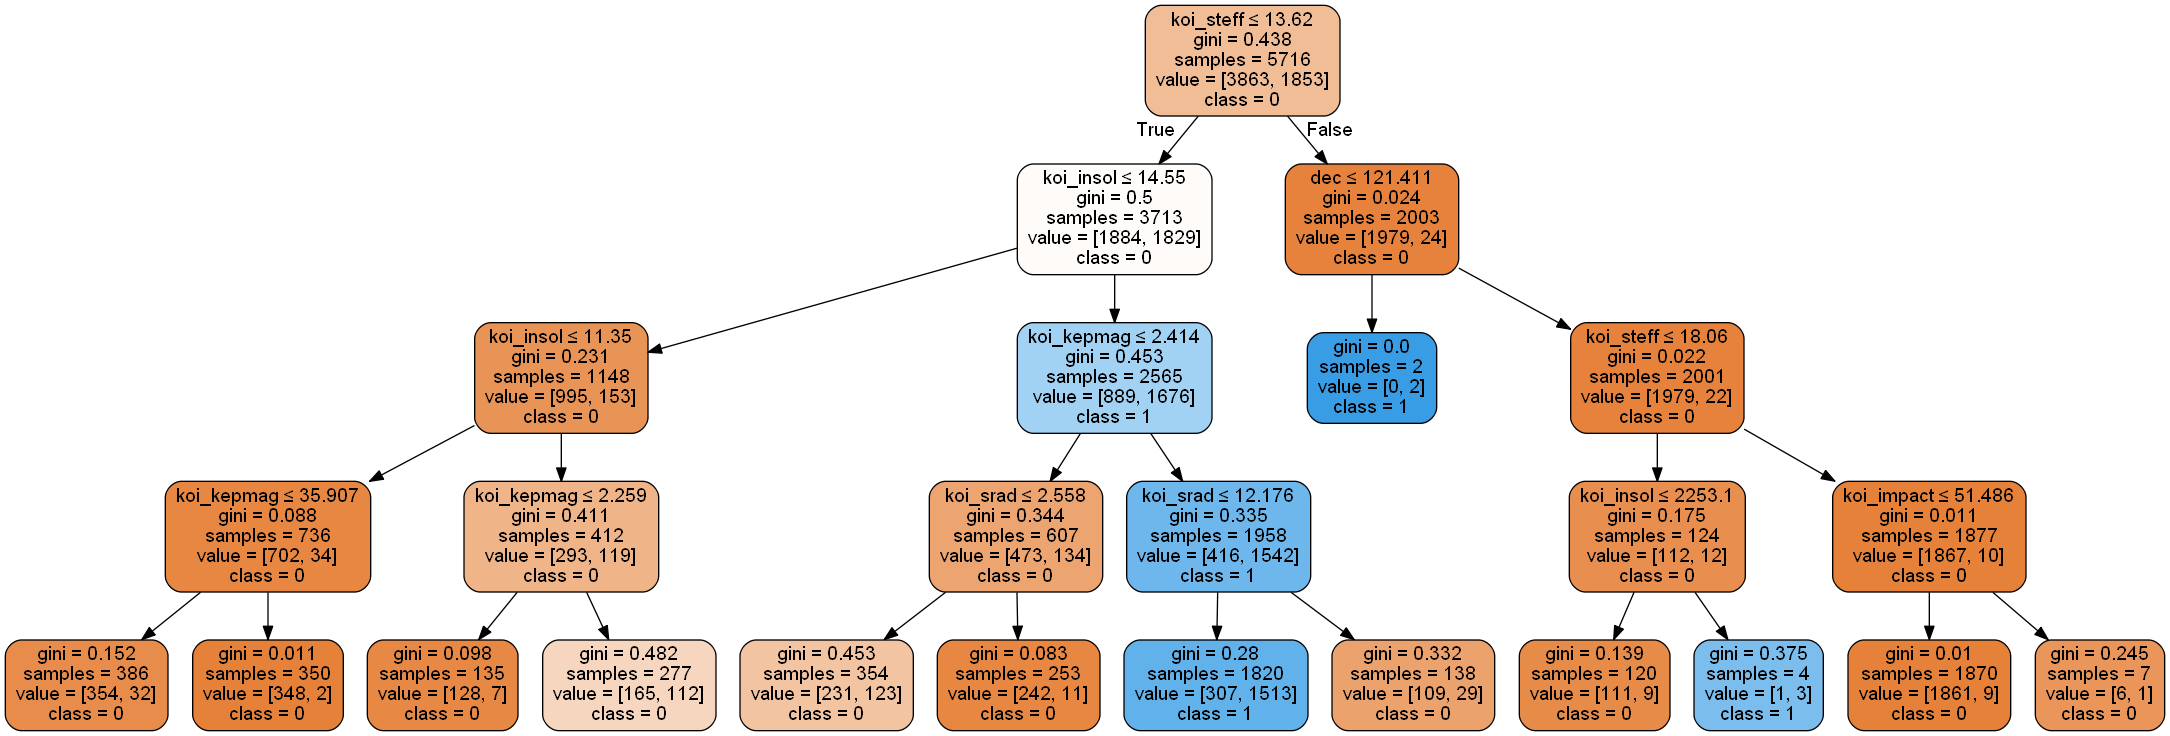 koi_steff ≤ 13.62
gini = 0.438
samples = 5716
value = [3863, 1853]
class = 0
True
False
koi_insol ≤ 14.55
gini = 0.5
samples = 3713
value = [1884, 1829]
class = 0
dec ≤ 121.411
gini = 0.024
samples = 2003
value = [1979, 24]
class = 0
koi_insol ≤ 11.35
gini = 0.231
samples = 1148
value = [995, 153]
class = 0
koi_kepmag ≤ 2.414
gini = 0.453
samples = 2565
value = [889, 1676]
class = 1
gini = 0.0
samples = 2
value = [0, 2]
class = 1
koi_steff ≤ 18.06
gini = 0.022
samples = 2001
value = [1979, 22]
class = 0
koi_kepmag ≤ 35.907
gini = 0.088
samples = 736
value = [702, 34]
class = 0
koi_kepmag ≤ 2.259
gini = 0.411
samples = 412
value = [293, 119]
class = 0
koi_srad ≤ 2.558
gini = 0.344
samples = 607
value = [473, 134]
class = 0
koi_srad ≤ 12.176
gini = 0.335
samples = 1958
value = [416, 1542]
class = 1
koi_insol ≤ 2253.1
gini = 0.175
samples = 124
value = [112, 12]
class = 0
koi_impact ≤ 51.486
gini = 0.011
samples = 1877
value = [1867, 10]
class = 0
gini = 0.152
samples = 386
value = [354, 32]
class = 0
gini = 0.011
samples = 350
value = [348, 2]
class = 0
gini = 0.098
samples = 135
value = [128, 7]
class = 0
gini = 0.482
samples = 277
value = [165, 112]
class = 0
gini = 0.453
samples = 354
value = [231, 123]
class = 0
gini = 0.083
samples = 253
value = [242, 11]
class = 0
gini = 0.28
samples = 1820
value = [307, 1513]
class = 1
gini = 0.332
samples = 138
value = [109, 29]
class = 0
gini = 0.139
samples = 120
value = [111, 9]
class = 0
gini = 0.375
samples = 4
value = [1, 3]
class = 1
gini = 0.01
samples = 1870
value = [1861, 9]
class = 0
gini = 0.245
samples = 7
value = [6, 1]
class = 0